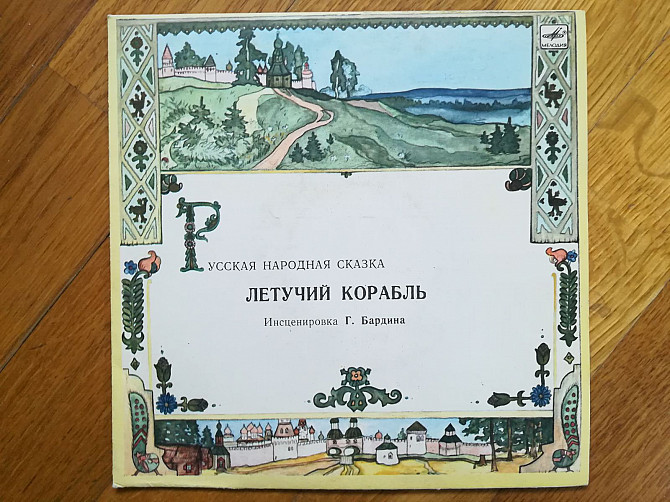 МЕЛОДИЯ
РУССКАЯ НАРОДНАЯ СКАЗКА
ЛЕТУЧИЙ КОРАБЛЬ
Инсценировка Г. Бардина